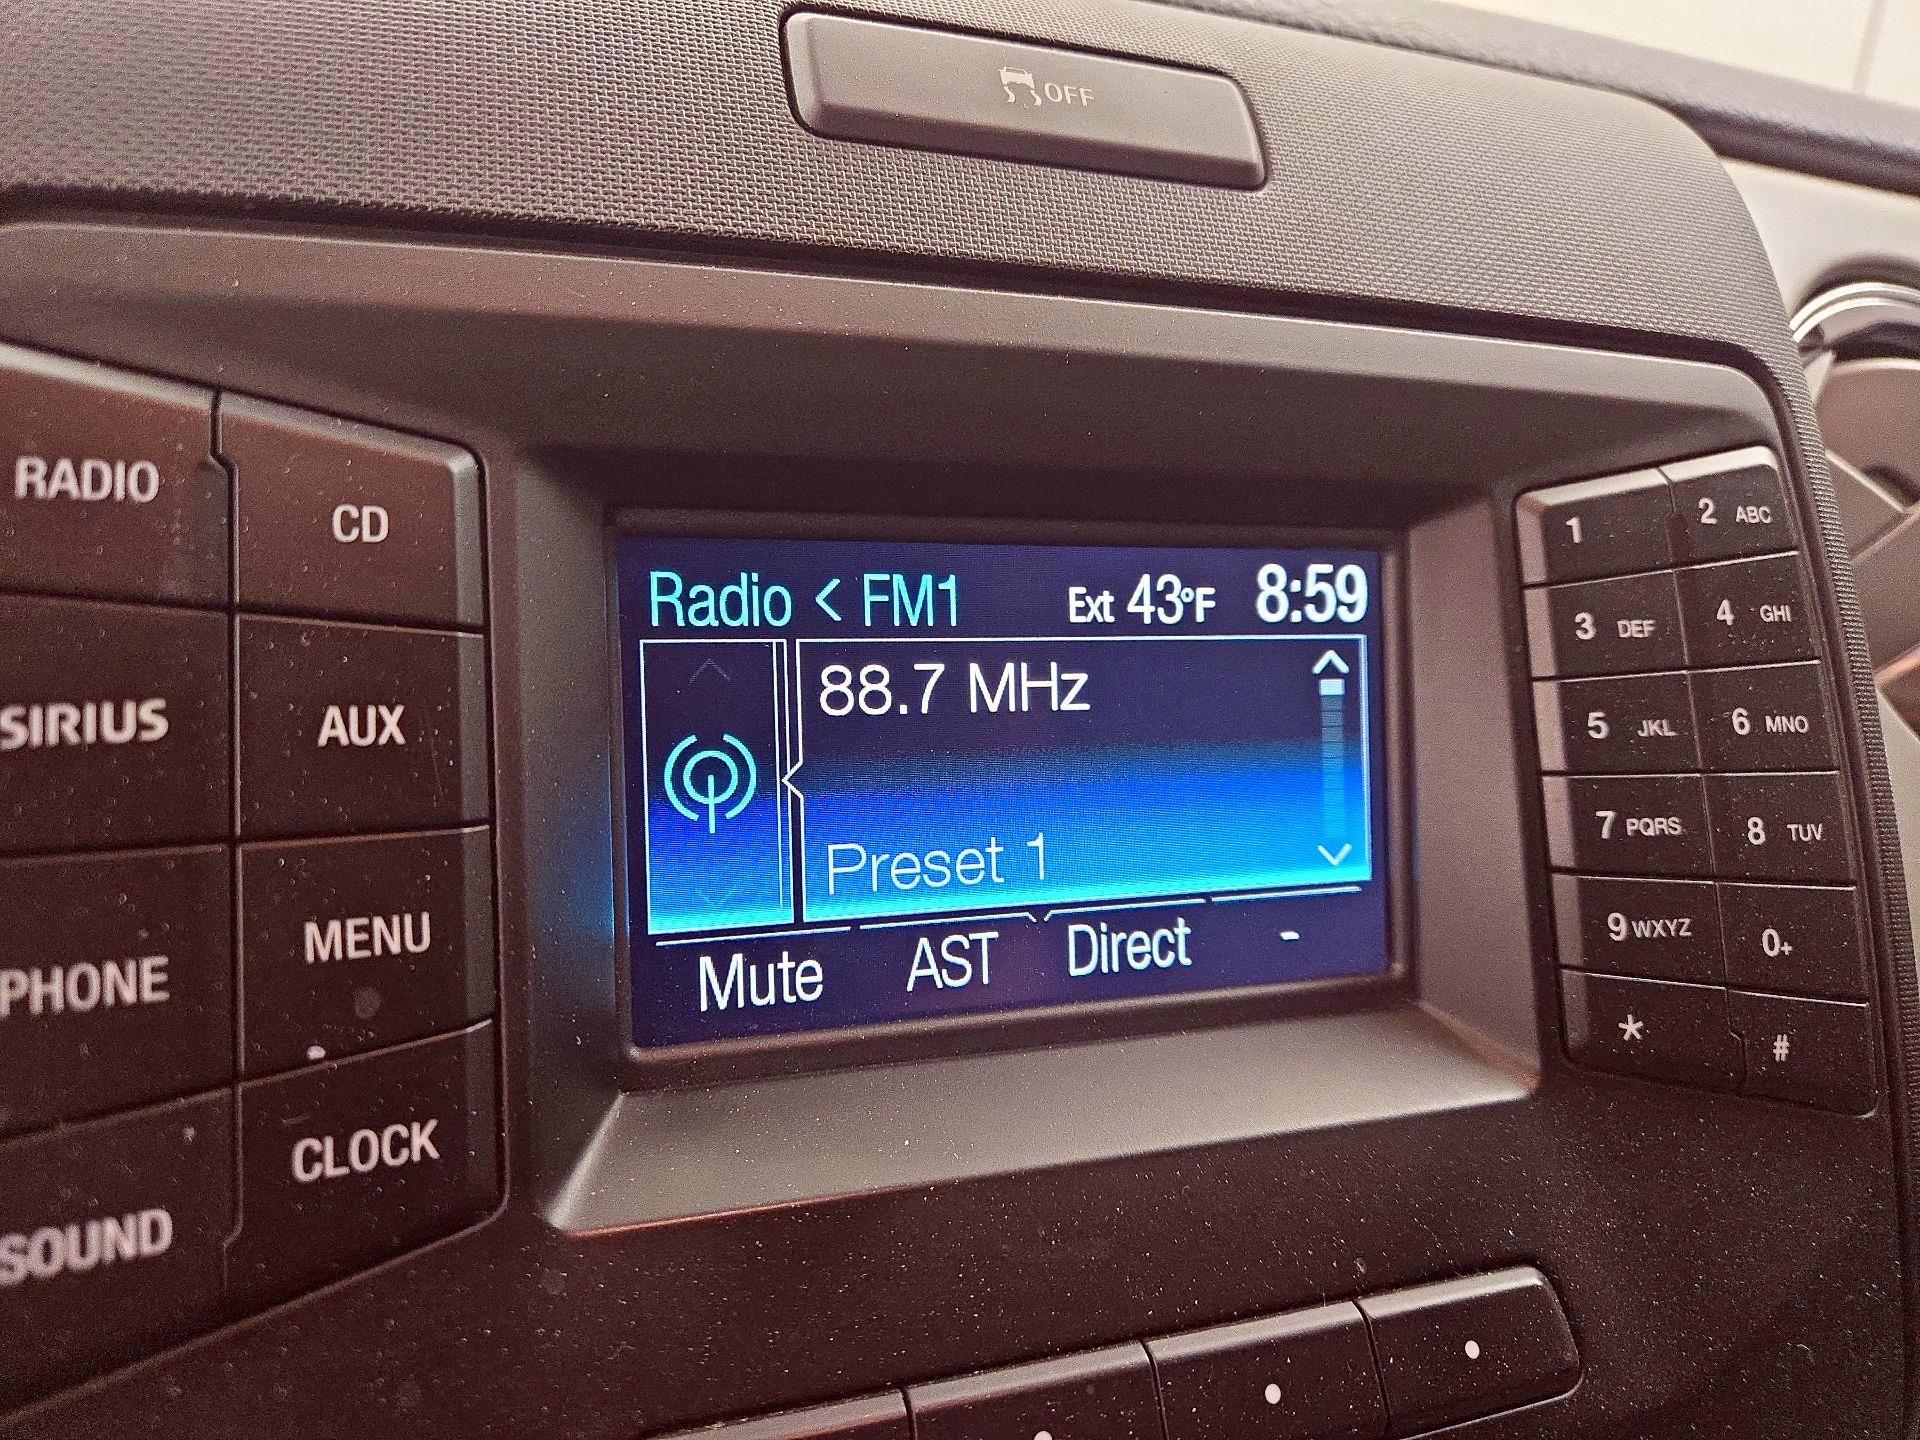 OFF
RADIO
CD
SIRIUS
AUX
PHONE
MENU
SOUND
CLOCK
Radio < FM1 Ext 43°F 8:59
88.7 MHz
Preset 1
Mute AST Direct -
1 2 ABC
3 DEF 4 GHI
5 JKL 6 MNO
7 PQRS 8 TUV
9 WXYZ 0+
* #